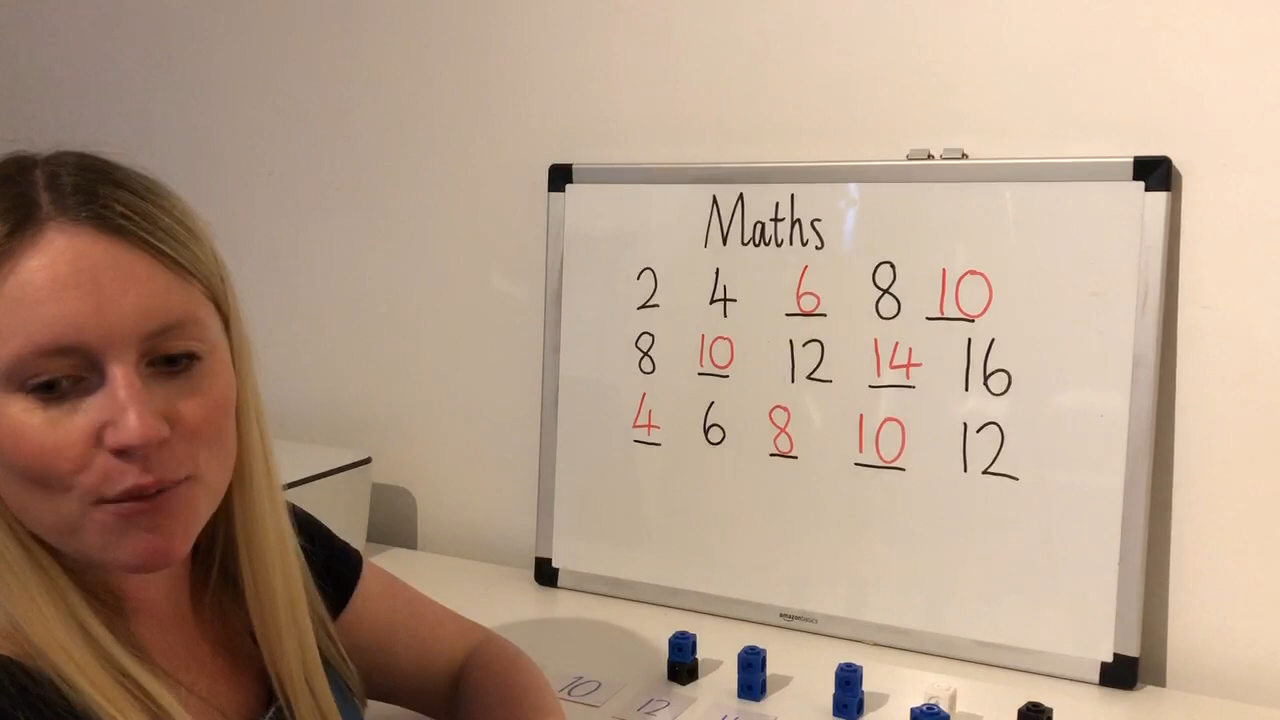 Maths
2 4 6 8 10
8 10 12 14 16
4 6 8 10 12
amazonbasics
10 12